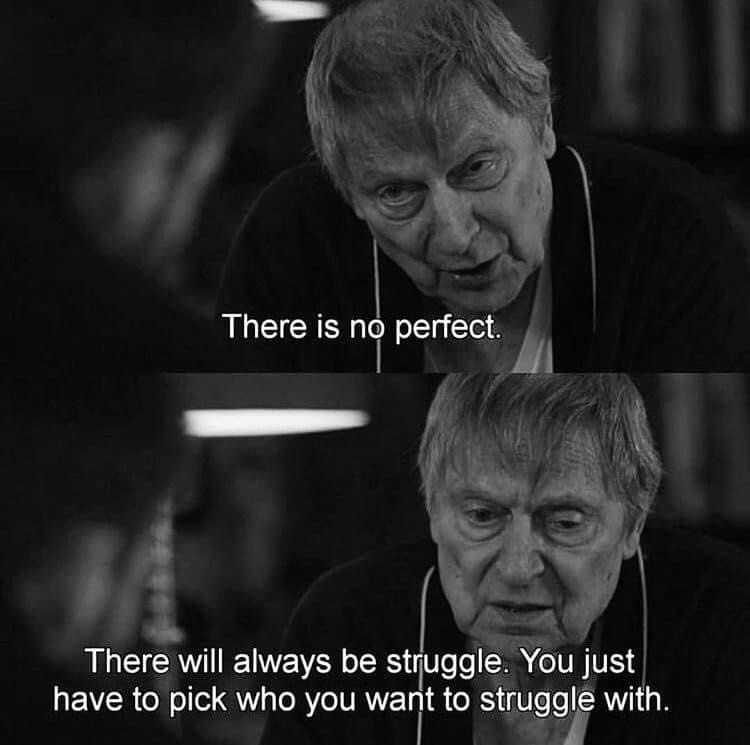 There is no perfect.
There will always be struggle. You just
have to pick who you want to struggle with.